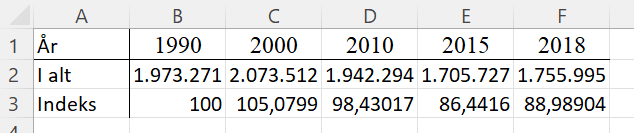 A B C D E F
1 År 1990 2000 2010 2015 2018
2 I alt 1.973.271 2.073.512 1.942.294 1.705.727 1.755.995
3 Indeks 100 105,0799 98,43017 86,4416 88,98904